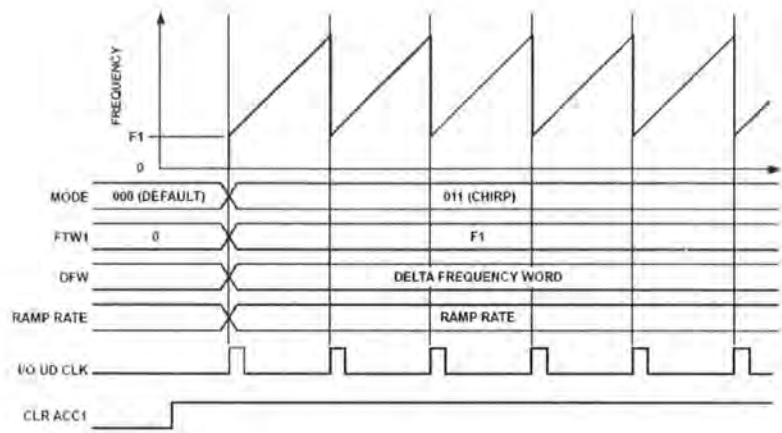 FREQUENCY
F1
0
MODE 000 (DEFAULT) 011 (CHIRP)
FTW1 0 F1
DFW DELTA FREQUENCY WORD
RAMP RATE RAMP RATE
I/O UD CLK
CLR ACC1